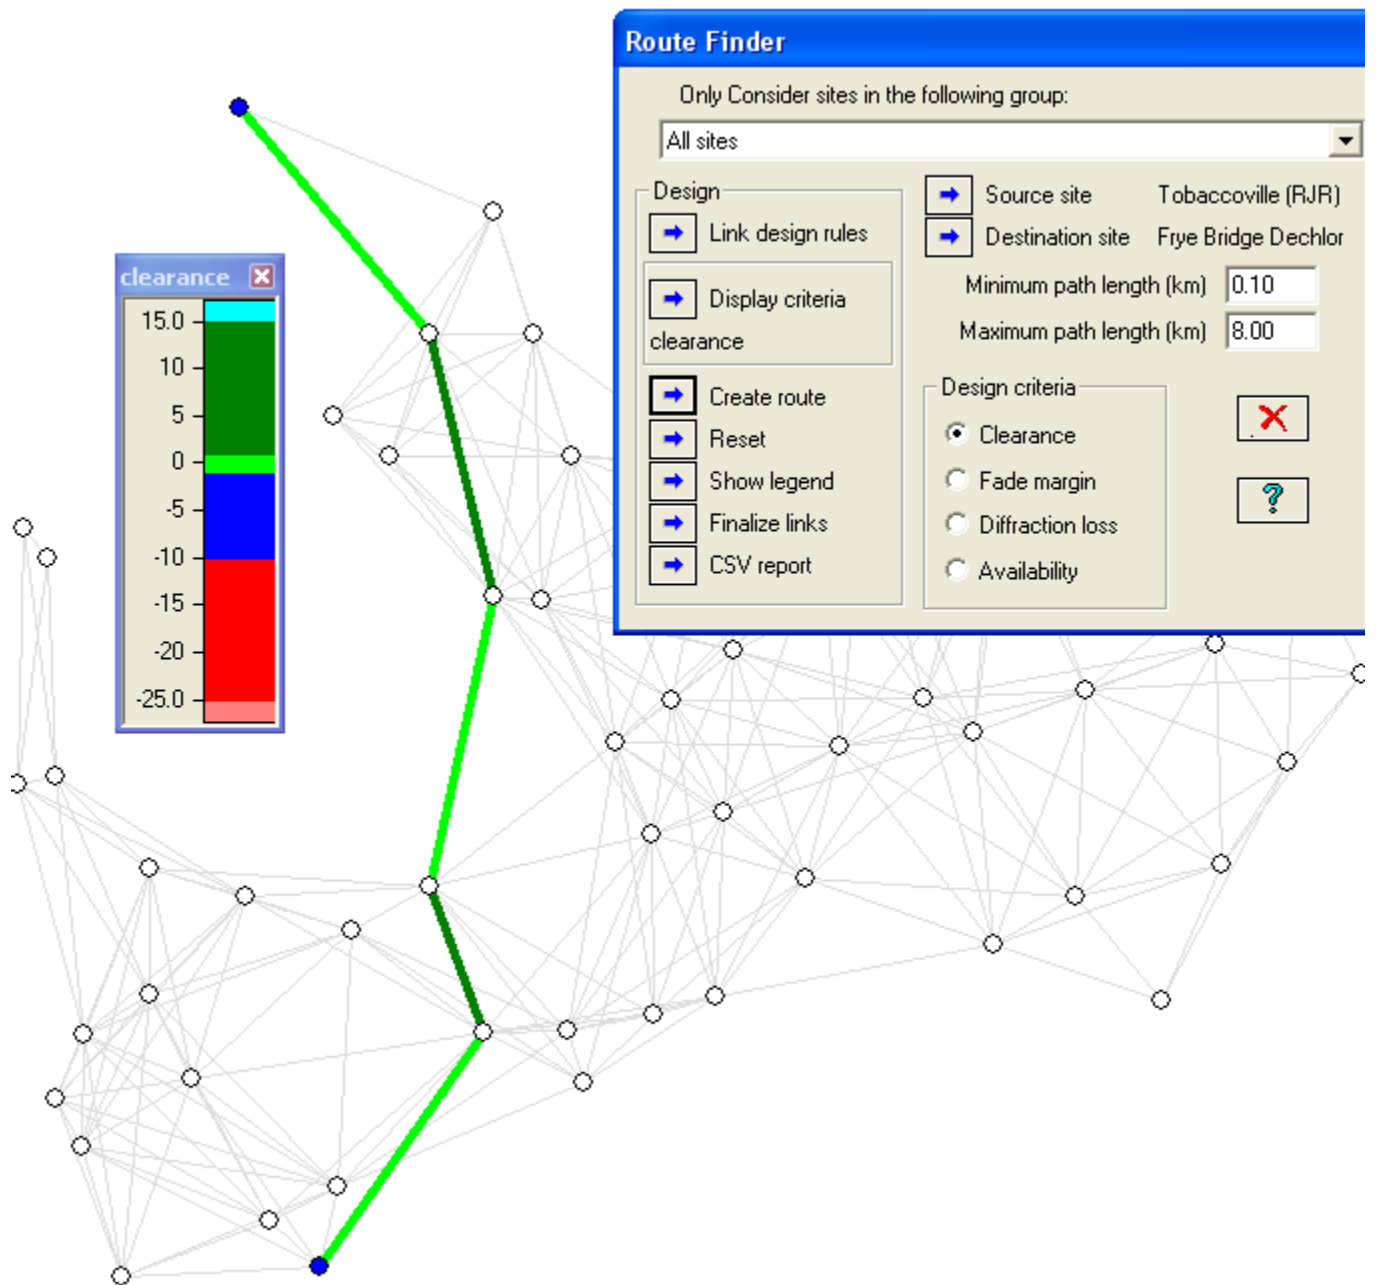 Route Finder
Only Consider sites in the following group:
All sites
Design
Link design rules
Display criteria
clearance
Create route
Reset
Show legend
Finalize links
CSV report
Source site Tobaccoville (RJR)
Destination site Frye Bridge Dechlor
Minimum path length (km) 0.10
Maximum path length (km) 8.00
Design criteria
Clearance
Fade margin
Diffraction loss
Availability
?
clearance
15.0
10
5
0
-5
-10
-15
-20
-25.0